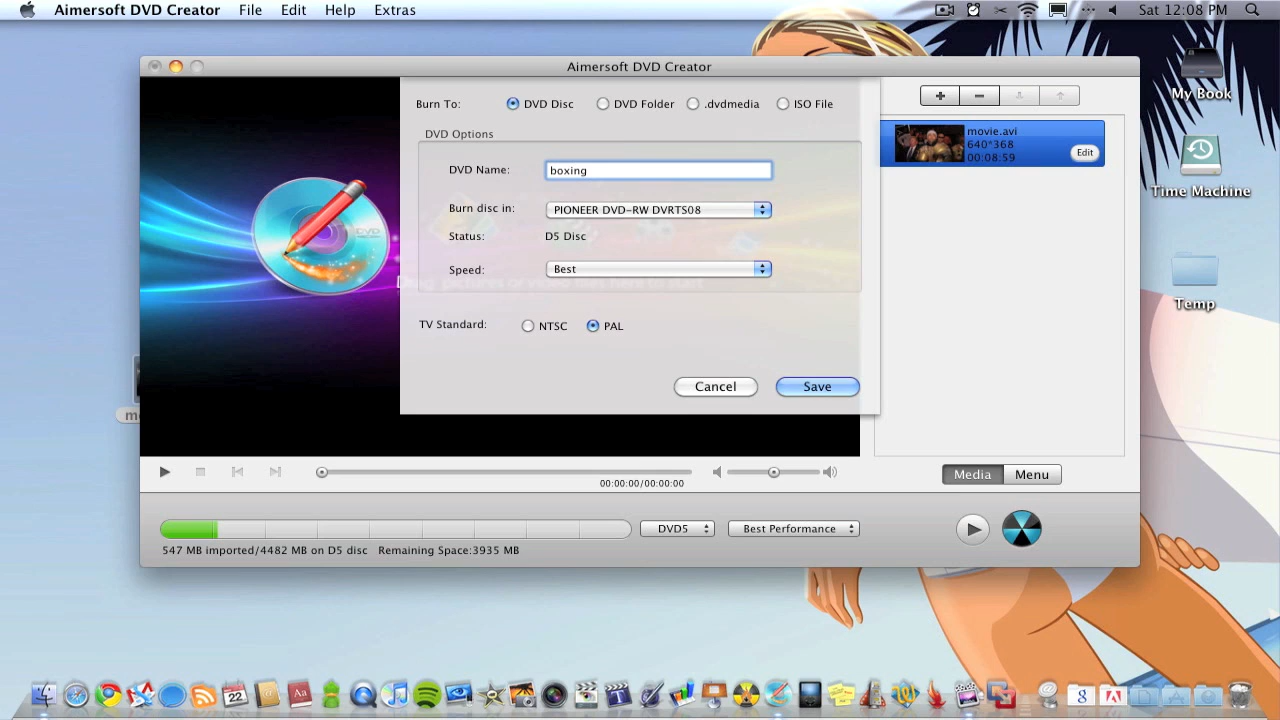 Aimersoft DVD Creator File Edit Help Extras Sat 12:08 PM
Aimersoft DVD Creator
Burn To: DVD Disc DVD Folder .dvdmedia ISO File
DVD Options
DVD Name: boxing
Burn disc in: PIONEER DVD-RW DVRTS08
Status: D5 Disc
Speed: Best
TV Standard: NTSC PAL
Cancel Save
movie.avi
640*368
00:08:59
Edit
00:00:00/00:00:00
Media Menu
DVD5 Best Performance
547 MB imported/4482 MB on D5 disc Remaining Space:3935 MB
My Book
Time Machine
Temp
22
Aa
8